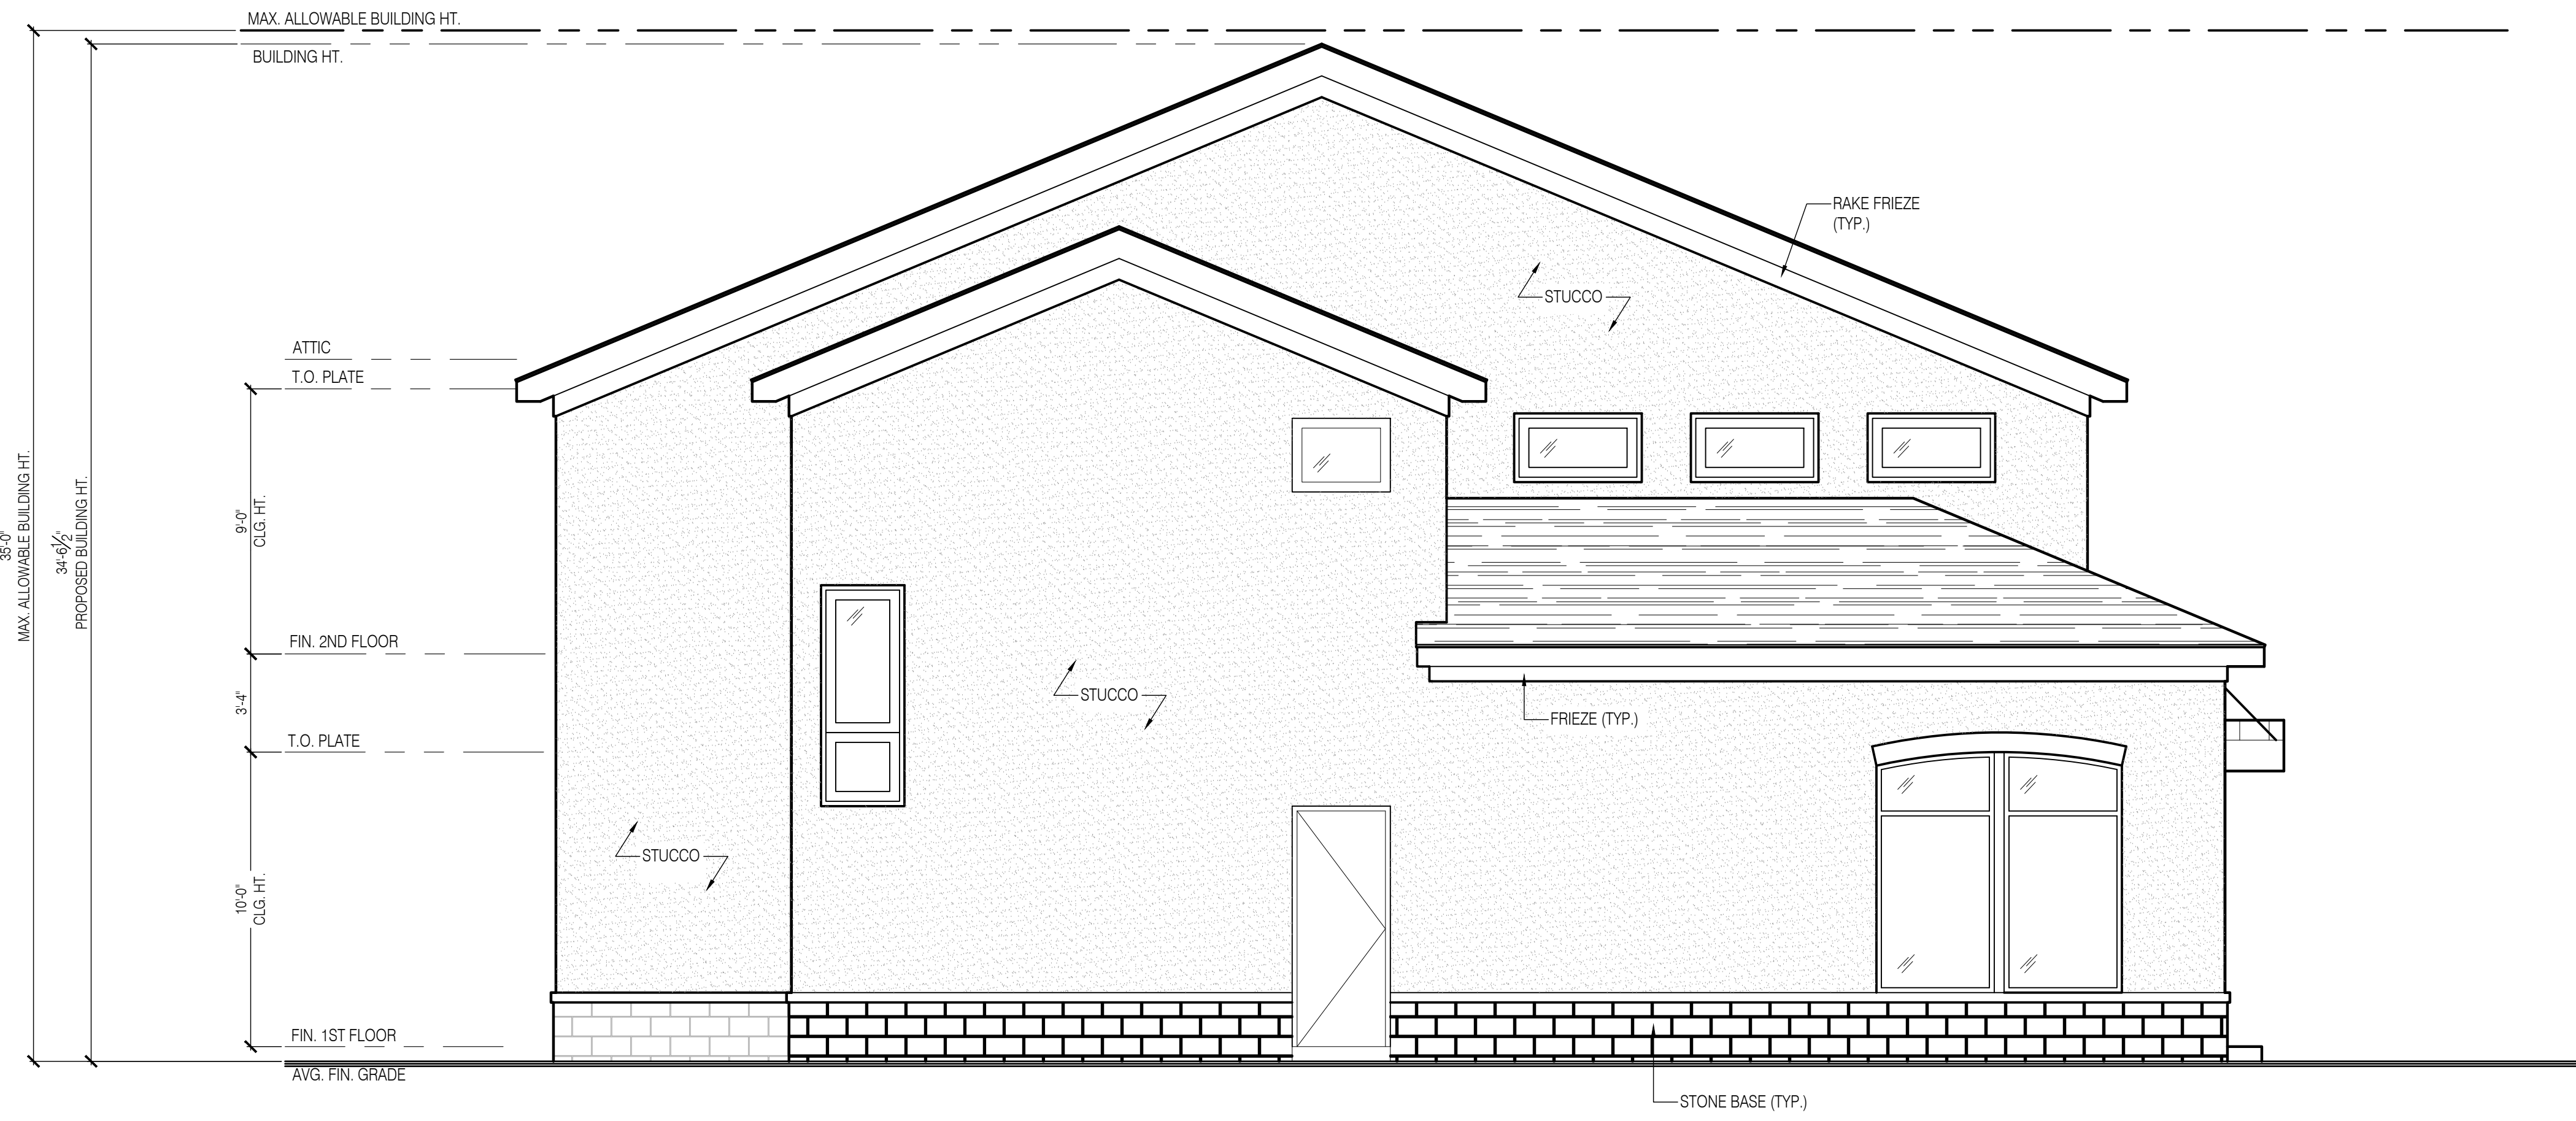 MAX. ALLOWABLE BUILDING HT.
BUILDING HT.
RAKE FRIEZE
(TYP.)
STUCCO
ATTIC
T.O. PLATE
35'-0"
MAX. ALLOWABLE BUILDING HT.
34'-6 1/2"
PROPOSED BUILDING HT.
9'-0"
CLG. HT.
FIN. 2ND FLOOR
3'-4"
STUCCO
FRIEZE (TYP.)
T.O. PLATE
STUCCO
10'-0"
CLG. HT.
FIN. 1ST FLOOR
AVG. FIN. GRADE
STONE BASE (TYP.)